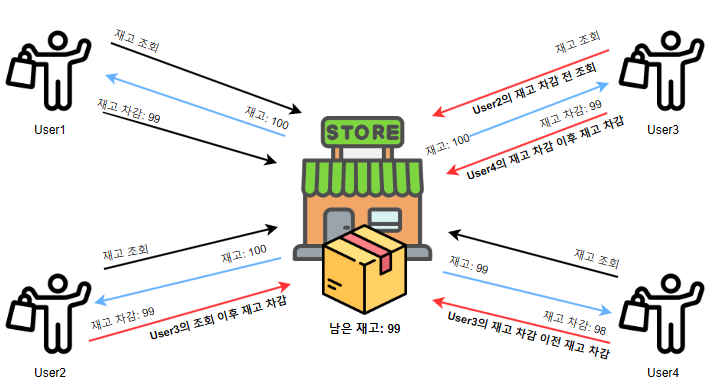 재고 조회
재고: 100
재고 차감: 99
User1
재고 조회
User2의 재고 차감 전 조회
재고: 100
재고 차감: 99
User4의 재고 차감 이후 재고 차감
User3
STORE
재고 조회
재고: 100
재고 차감: 99
User3의 조회 이후 재고 차감
User2
남은 재고: 99
재고 조회
재고: 99
재고 차감: 98
User3의 재고 차감 이전 재고 차감
User4